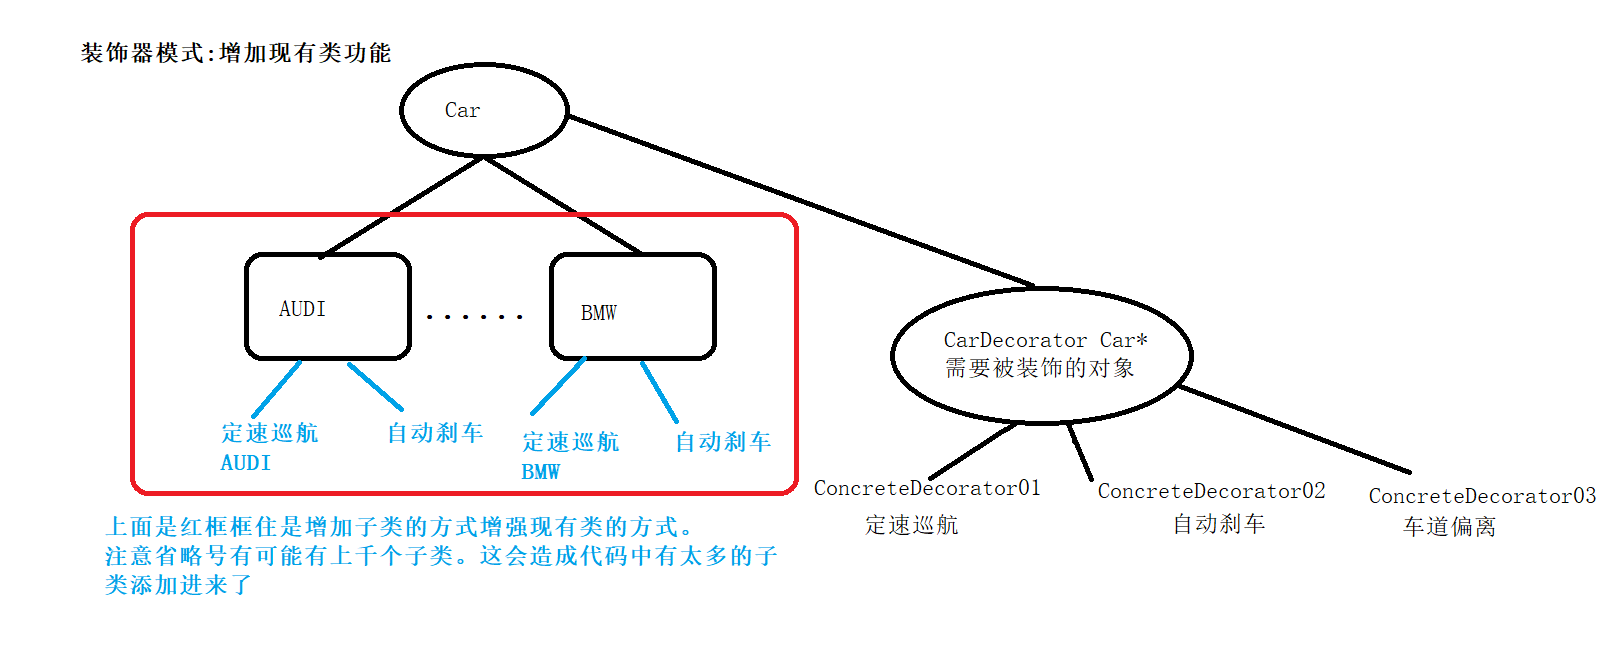 装饰器模式:增加现有类功能
Car
AUDI
......
BMW
CarDecorator Car*
需要被装饰的对象
定速巡航
AUDI
自动刹车
定速巡航
BMW
自动刹车
ConcreteDecorator01
定速巡航
ConcreteDecorator02
自动刹车
ConcreteDecorator03
车道偏离
上面是红框框住是增加子类的方式增强现有类的方式。
注意省略号有可能有上千个子类。这会造成代码中有太多的子
类添加进来了